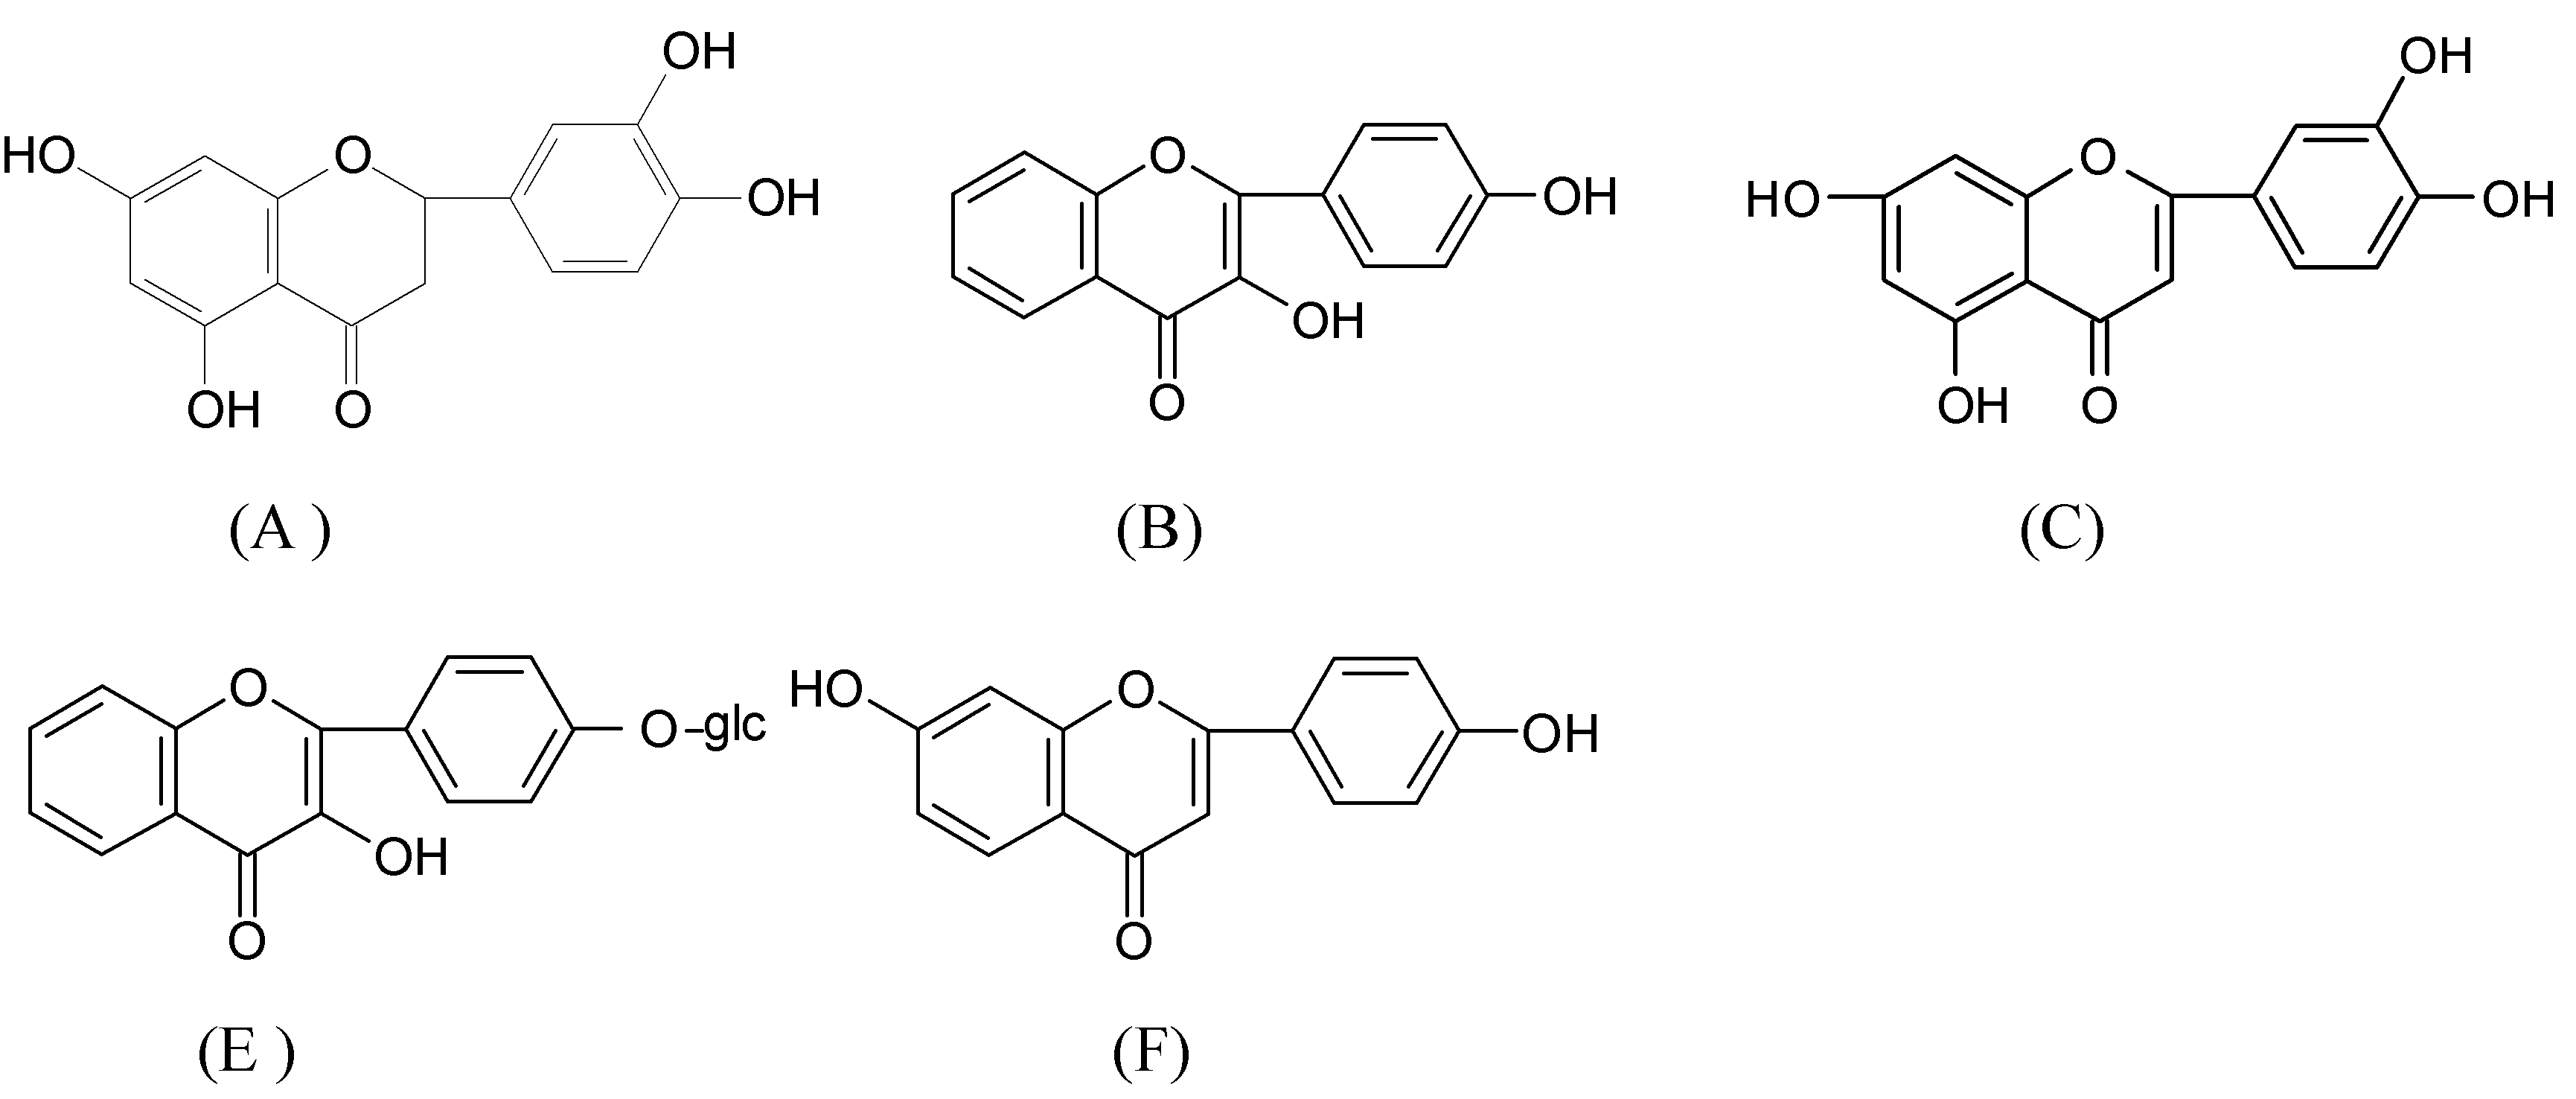 OH
HO O OH
OH O
O OH
OH
O
OH
HO O OH
OH O
(A ) (B) (C)
O O-glc
OH
O
HO O OH
O
(E ) (F)